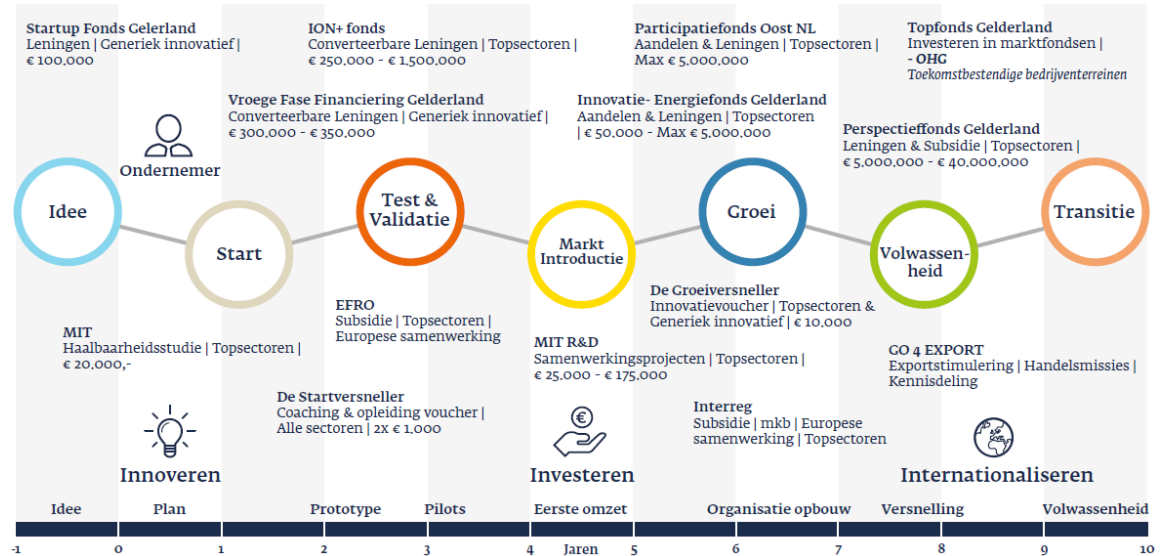 Startup Fonds Gelerland
Leningen | Generiek innovatief |
€ 100,000
ION+ fonds
Converteerbare Leningen | Topsectoren |
€ 250,000 - € 1,500,000
Participatiefonds Oost NL
Aandelen & Leningen | Topsectoren |
Max € 5,000,000
Topfonds Gelderland
Investeren in marktfondsen |
- OHG
Toekomstbestendige bedrijventerreinen
Vroege Fase Financiering Gelderland
Converteerbare Leningen | Generiek innovatief |
€ 300,000 - € 350,000
Innovatie- Energiefonds Gelderland
Aandelen & Leningen | Topsectoren
| € 50,000 - Max € 5,000,000
Perspectieffonds Gelderland
Leningen & Subsidie | Topsectoren |
€ 5,000,000 - € 40,000,000
Ondernemer
Idee
Start
Test &
Validatie
Markt
Introductie
Groei
Volwassen-
heid
Transitie
MIT
Haalbaarheidsstudie | Topsectoren |
€ 20,000,-
EFRO
Subsidie | Topsectoren |
Europese samenwerking
De Groeiversneller
Innovatievoucher | Topsectoren &
Generiek innovatief | € 10,000
MIT R&D
Samenwerkingsprojecten | Topsectoren |
€ 25,000 - € 175,000
GO 4 EXPORT
Exportstimulering | Handelsmissies |
Kennisdeling
De Startversneller
Coaching & opleiding voucher |
Alle sectoren | 2x € 1,000
Interreg
Subsidie | mkb | Europese
samenwerking | Topsectoren
€
Innoveren
Investeren
Internationaliseren
Idee Plan Prototype Pilots Eerste omzet Organisatie opbouw Versnelling Volwassenheid
-1 0 1 2 3 4 Jaren 5 6 7 8 9 10